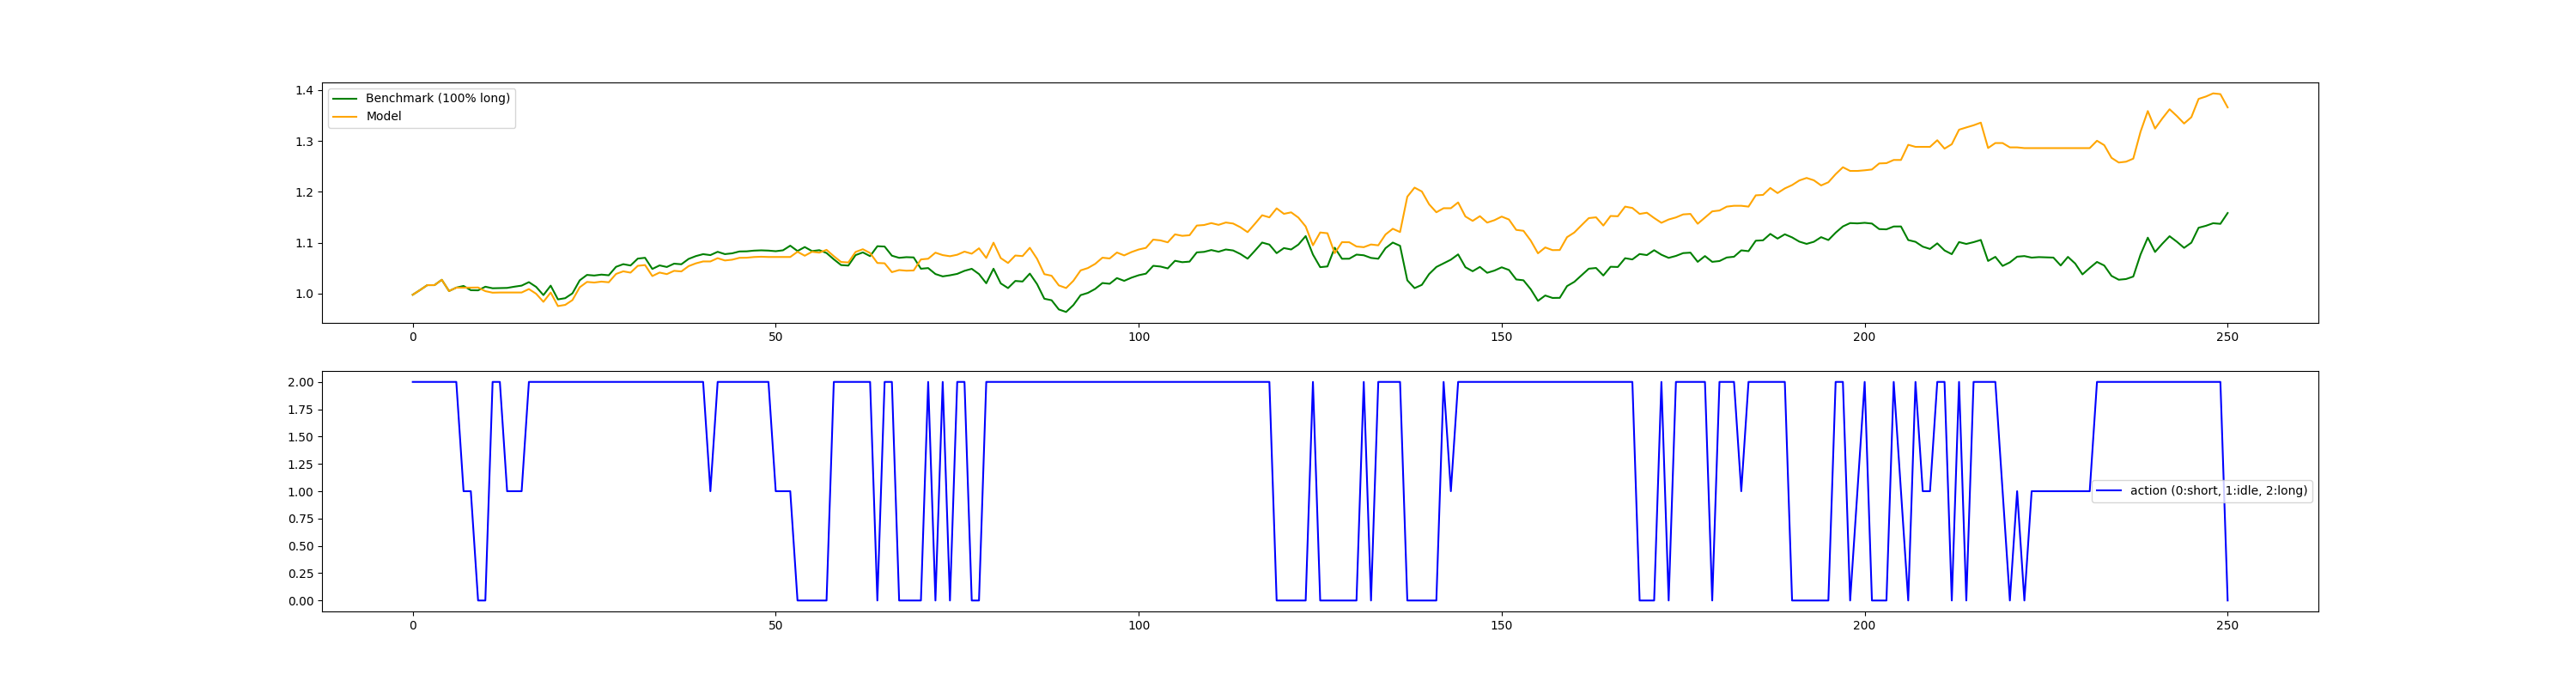 1.4
1.3
1.2
1.1
1.0
Benchmark (100% long)
Model
0 50 100 150 200 250
2.00
1.75
1.50
1.25
1.00
0.75
0.50
0.25
0.00
action (0:short, 1:idle, 2:long)
0 50 100 150 200 250